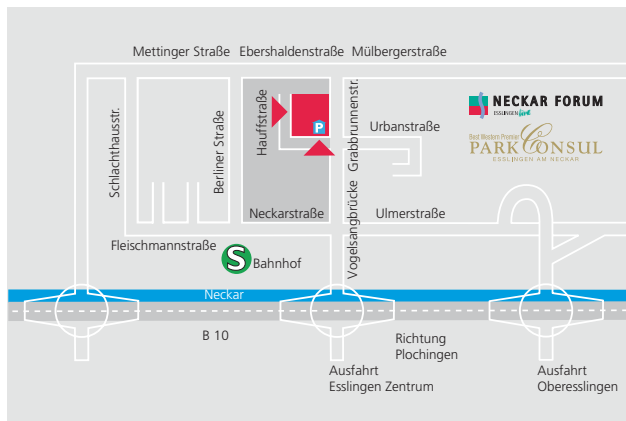 Mettinger Straße Ebershaldenstraße Mülbergerstraße
Schlachthausstr.
Berliner Straße
Hauffstraße
P
Grabbrunnenstr.
NECKAR FORUM
ESSLINGEN live
Best Western Premier
PARK CONSUL
ESSLINGEN AM NECKAR
Urbanstraße
Neckarstraße
Vogelsangbrücke
Ulmerstraße
Fleischmannstraße
S
Bahnhof
Neckar
B 10
Richtung
Plochingen
Ausfahrt
Esslingen Zentrum
Ausfahrt
Oberesslingen